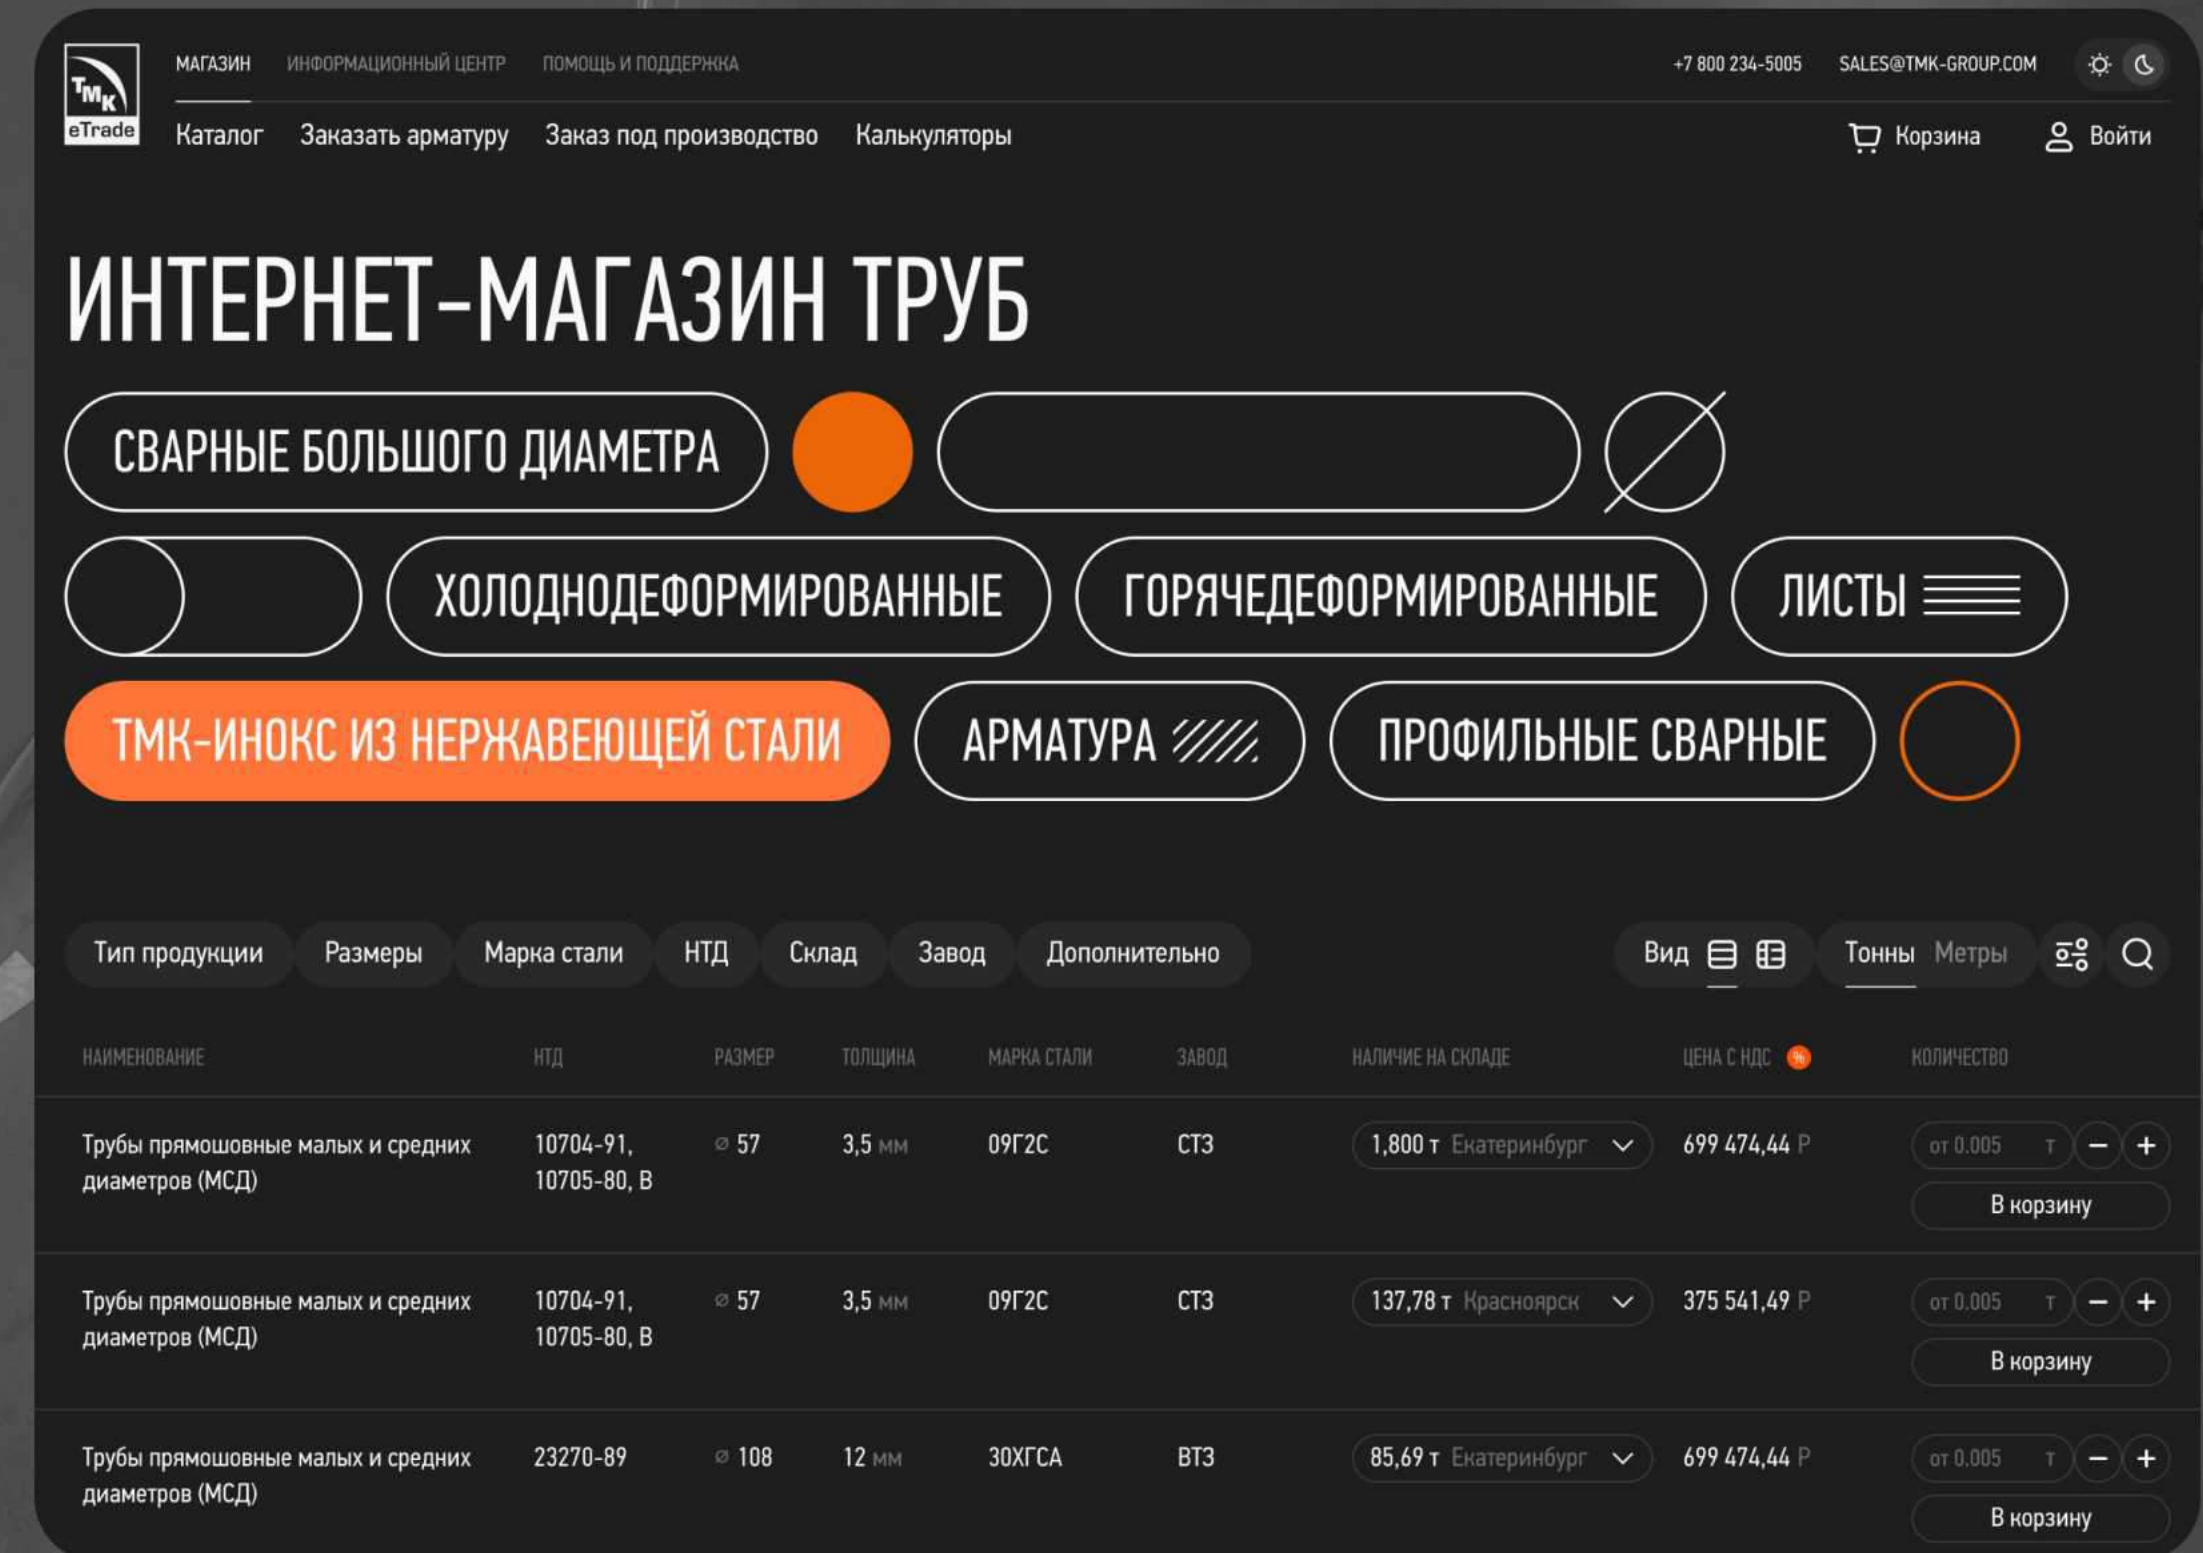 ТМК
eTrade
МАГАЗИН ИНФОРМАЦИОННЫЙ ЦЕНТР ПОМОЩЬ И ПОДДЕРЖКА +7 800 234-5005 SALES@TMK-GROUP.COM
Каталог Заказать арматуру Заказ под производство Калькуляторы Корзина Войти
ИНТЕРНЕТ-МАГАЗИН ТРУБ
СВАРНЫЕ БОЛЬШОГО ДИАМЕТРА
ХОЛОДНОДЕФОРМИРОВАННЫЕ ГОРЯЧЕДЕФОРМИРОВАННЫЕ ЛИСТЫ
ТМК-ИНОКС ИЗ НЕРЖАВЕЮЩЕЙ СТАЛИ АРМАТУРА ПРОФИЛЬНЫЕ СВАРНЫЕ
Тип продукции Размеры Марка стали НТД Склад Завод Дополнительно Вид Тонны Метры
НАИМЕНОВАНИЕ НТД РАЗМЕР ТОЛЩИНА МАРКА СТАЛИ ЗАВОД НАЛИЧИЕ НА СКЛАДЕ ЦЕНА С НДС % КОЛИЧЕСТВО
Трубы прямошовные малых и средних 10704-91, ⌀ 57 3,5 мм 09Г2С СТЗ 1,800 т Екатеринбург 699 474,44 Р от 0.005 т − +
диаметров (МСД) 10705-80, В
В корзину
Трубы прямошовные малых и средних 10704-91, ⌀ 57 3,5 мм 09Г2С СТЗ 137,78 т Красноярск 375 541,49 Р от 0.005 т − +
диаметров (МСД) 10705-80, В
В корзину
Трубы прямошовные малых и средних 23270-89 ⌀ 108 12 мм 30ХГСА ВТЗ 85,69 т Екатеринбург 699 474,44 Р от 0.005 т − +
диаметров (МСД)
В корзину